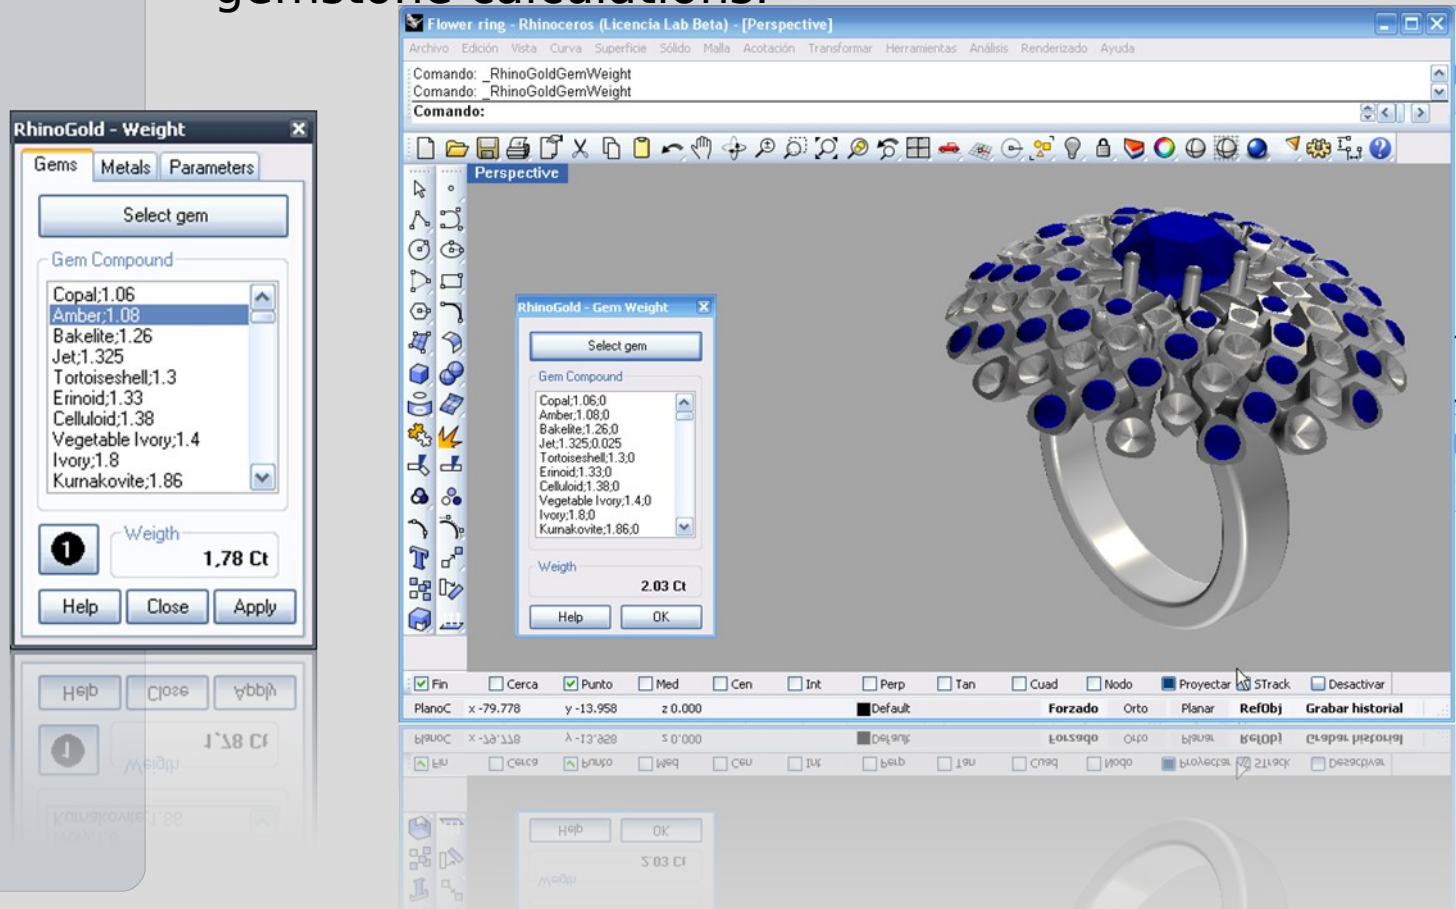 gemstone calculations.
RhinoGold - Weight
Gems Metals Parameters
Select gem
Gem Compound
Copal;1.06
Amber;1.08
Bakelite;1.26
Jet;1.325
Tortoiseshell;1.3
Erinoid;1.33
Celluloid;1.38
Vegetable Ivory;1.4
Ivory;1.8
Kurnakovite;1.86
1
Weigth
1,78 Ct
Help Close Apply
Flower ring - Rhinoceros (Licencia Lab Beta) - [Perspective]
Archivo Edición Vista Curva Superficie Sólido Malla Acotación Transformar Herramientas Análisis Renderizado Ayuda
Comando: _RhinoGoldGemWeight
Comando: _RhinoGoldGemWeight
Comando:
Perspective
RhinoGold - Gem Weight
Select gem
Gem Compound
Copal;1.06;0
Amber;1.08;0
Bakelite;1.26;0
Jet;1.325;0.025
Tortoiseshell;1.3;0
Erinoid;1.33;0
Celluloid;1.38;0
Vegetable Ivory;1.4;0
Ivory;1.8;0
Kurnakovite;1.86;0
Weigth
2.03 Ct
Help OK
Fin Cerca Punto Med Cen Int Perp Tan Cuad Nodo Proyectar STrack Desactivar
PlanoC x -79.778 y -13.958 z 0.000 Default Forzado Orto Planar RefObj Grabar historial